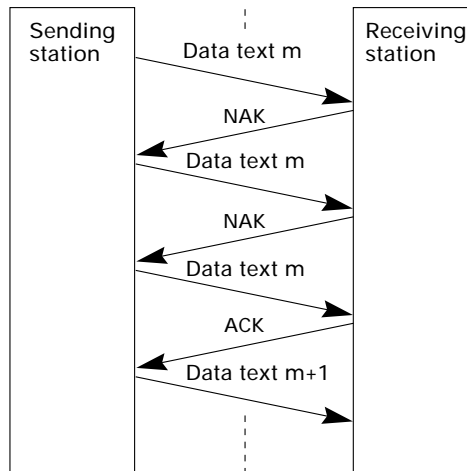 Sending
station
Receiving
station
Data text m
NAK
Data text m
NAK
Data text m
ACK
Data text m+1